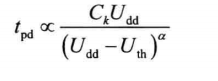 t_pd ∝ C_k U_dd / (U_dd − U_th)^α